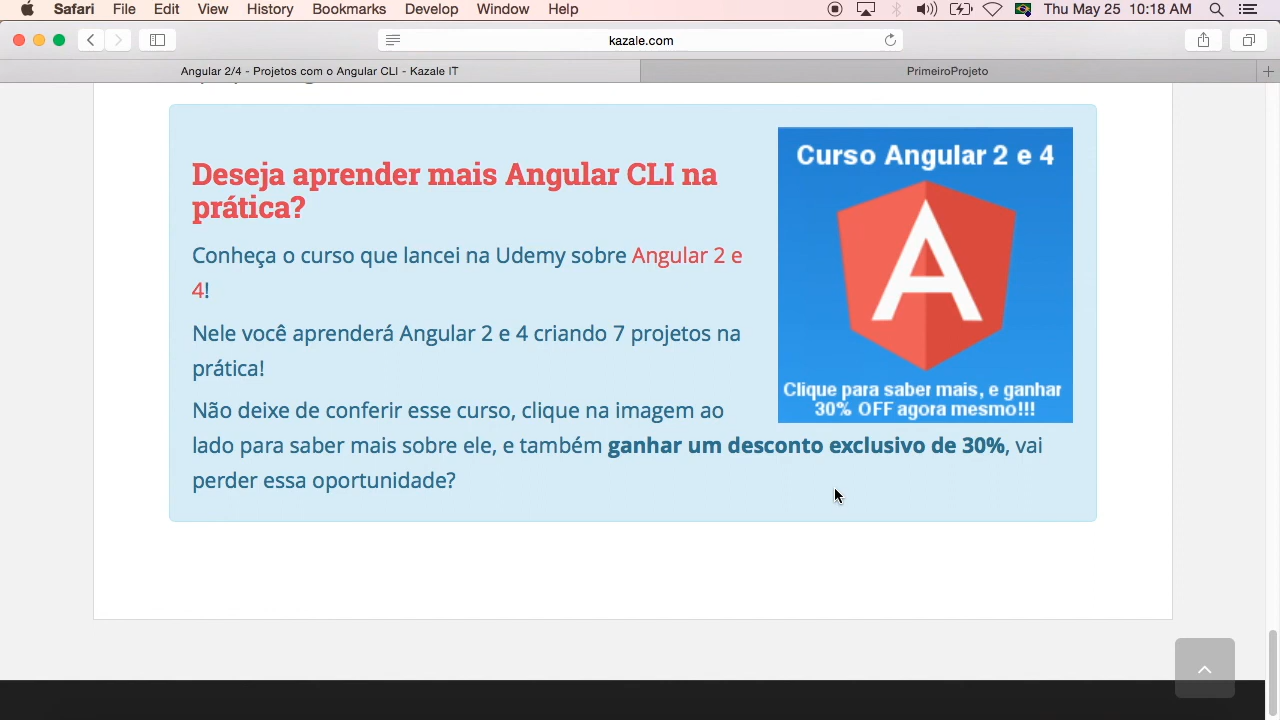 Safari File Edit View History Bookmarks Develop Window Help Thu May 25 10:18 AM
kazale.com
Angular 2/4 - Projetos com o Angular CLI - Kazale IT
PrimeiroProjeto
Deseja aprender mais Angular CLI na
prática?
Conheça o curso que lancei na Udemy sobre Angular 2 e
4!
Nele você aprenderá Angular 2 e 4 criando 7 projetos na
prática!
Não deixe de conferir esse curso, clique na imagem ao
lado para saber mais sobre ele, e também ganhar um desconto exclusivo de 30%, vai
perder essa oportunidade?
Curso Angular 2 e 4
A
Clique para saber mais, e ganhar
30% OFF agora mesmo!!!